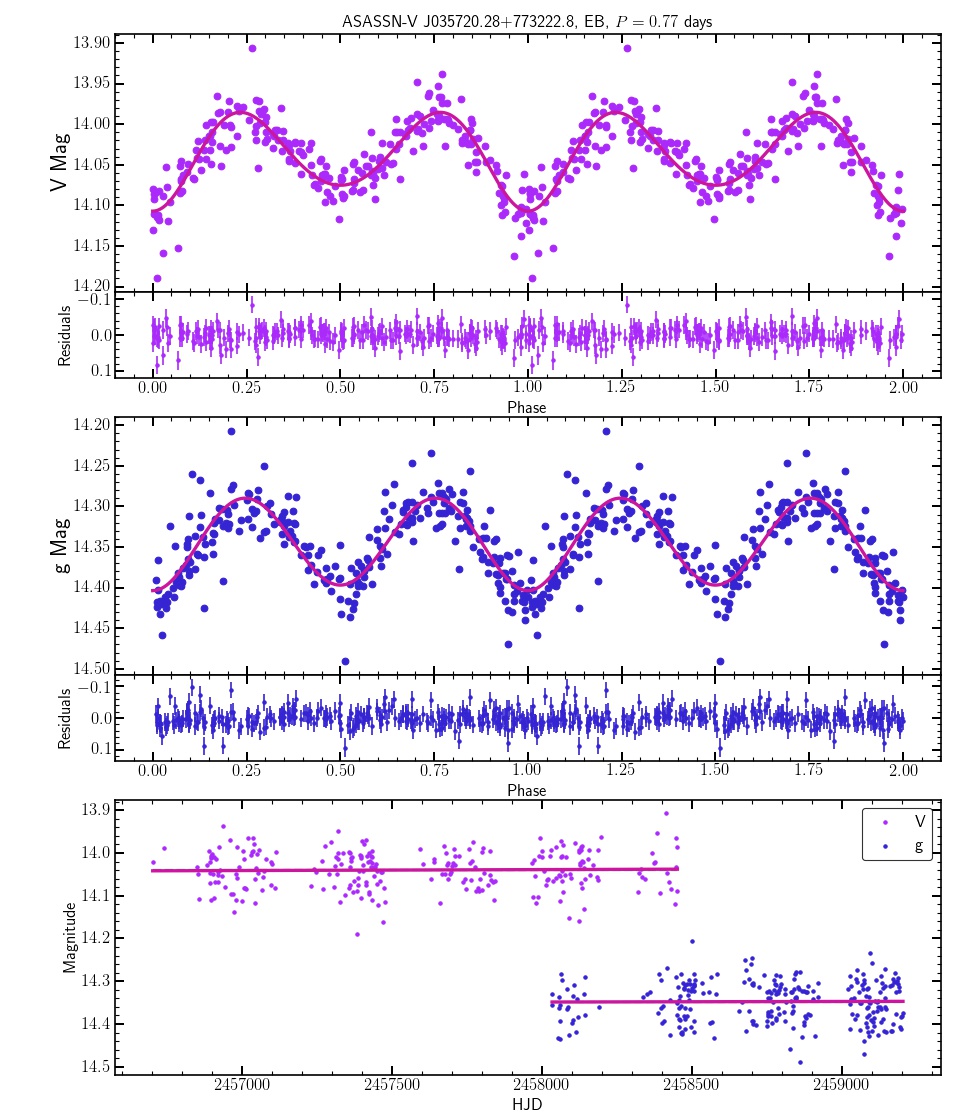 ASASSN-V J035720.28+773222.8, EB, P = 0.77 days
13.90
13.95
14.00
14.05
14.10
14.15
14.20
V Mag
−0.1
0.0
0.1
Residuals
0.00 0.25 0.50 0.75 1.00 1.25 1.50 1.75 2.00
Phase
14.20
14.25
14.30
14.35
14.40
14.45
14.50
g Mag
−0.1
0.0
0.1
Residuals
0.00 0.25 0.50 0.75 1.00 1.25 1.50 1.75 2.00
Phase
13.9
14.0
14.1
14.2
14.3
14.4
14.5
Magnitude
V
g
2457000 2457500 2458000 2458500 2459000
HJD